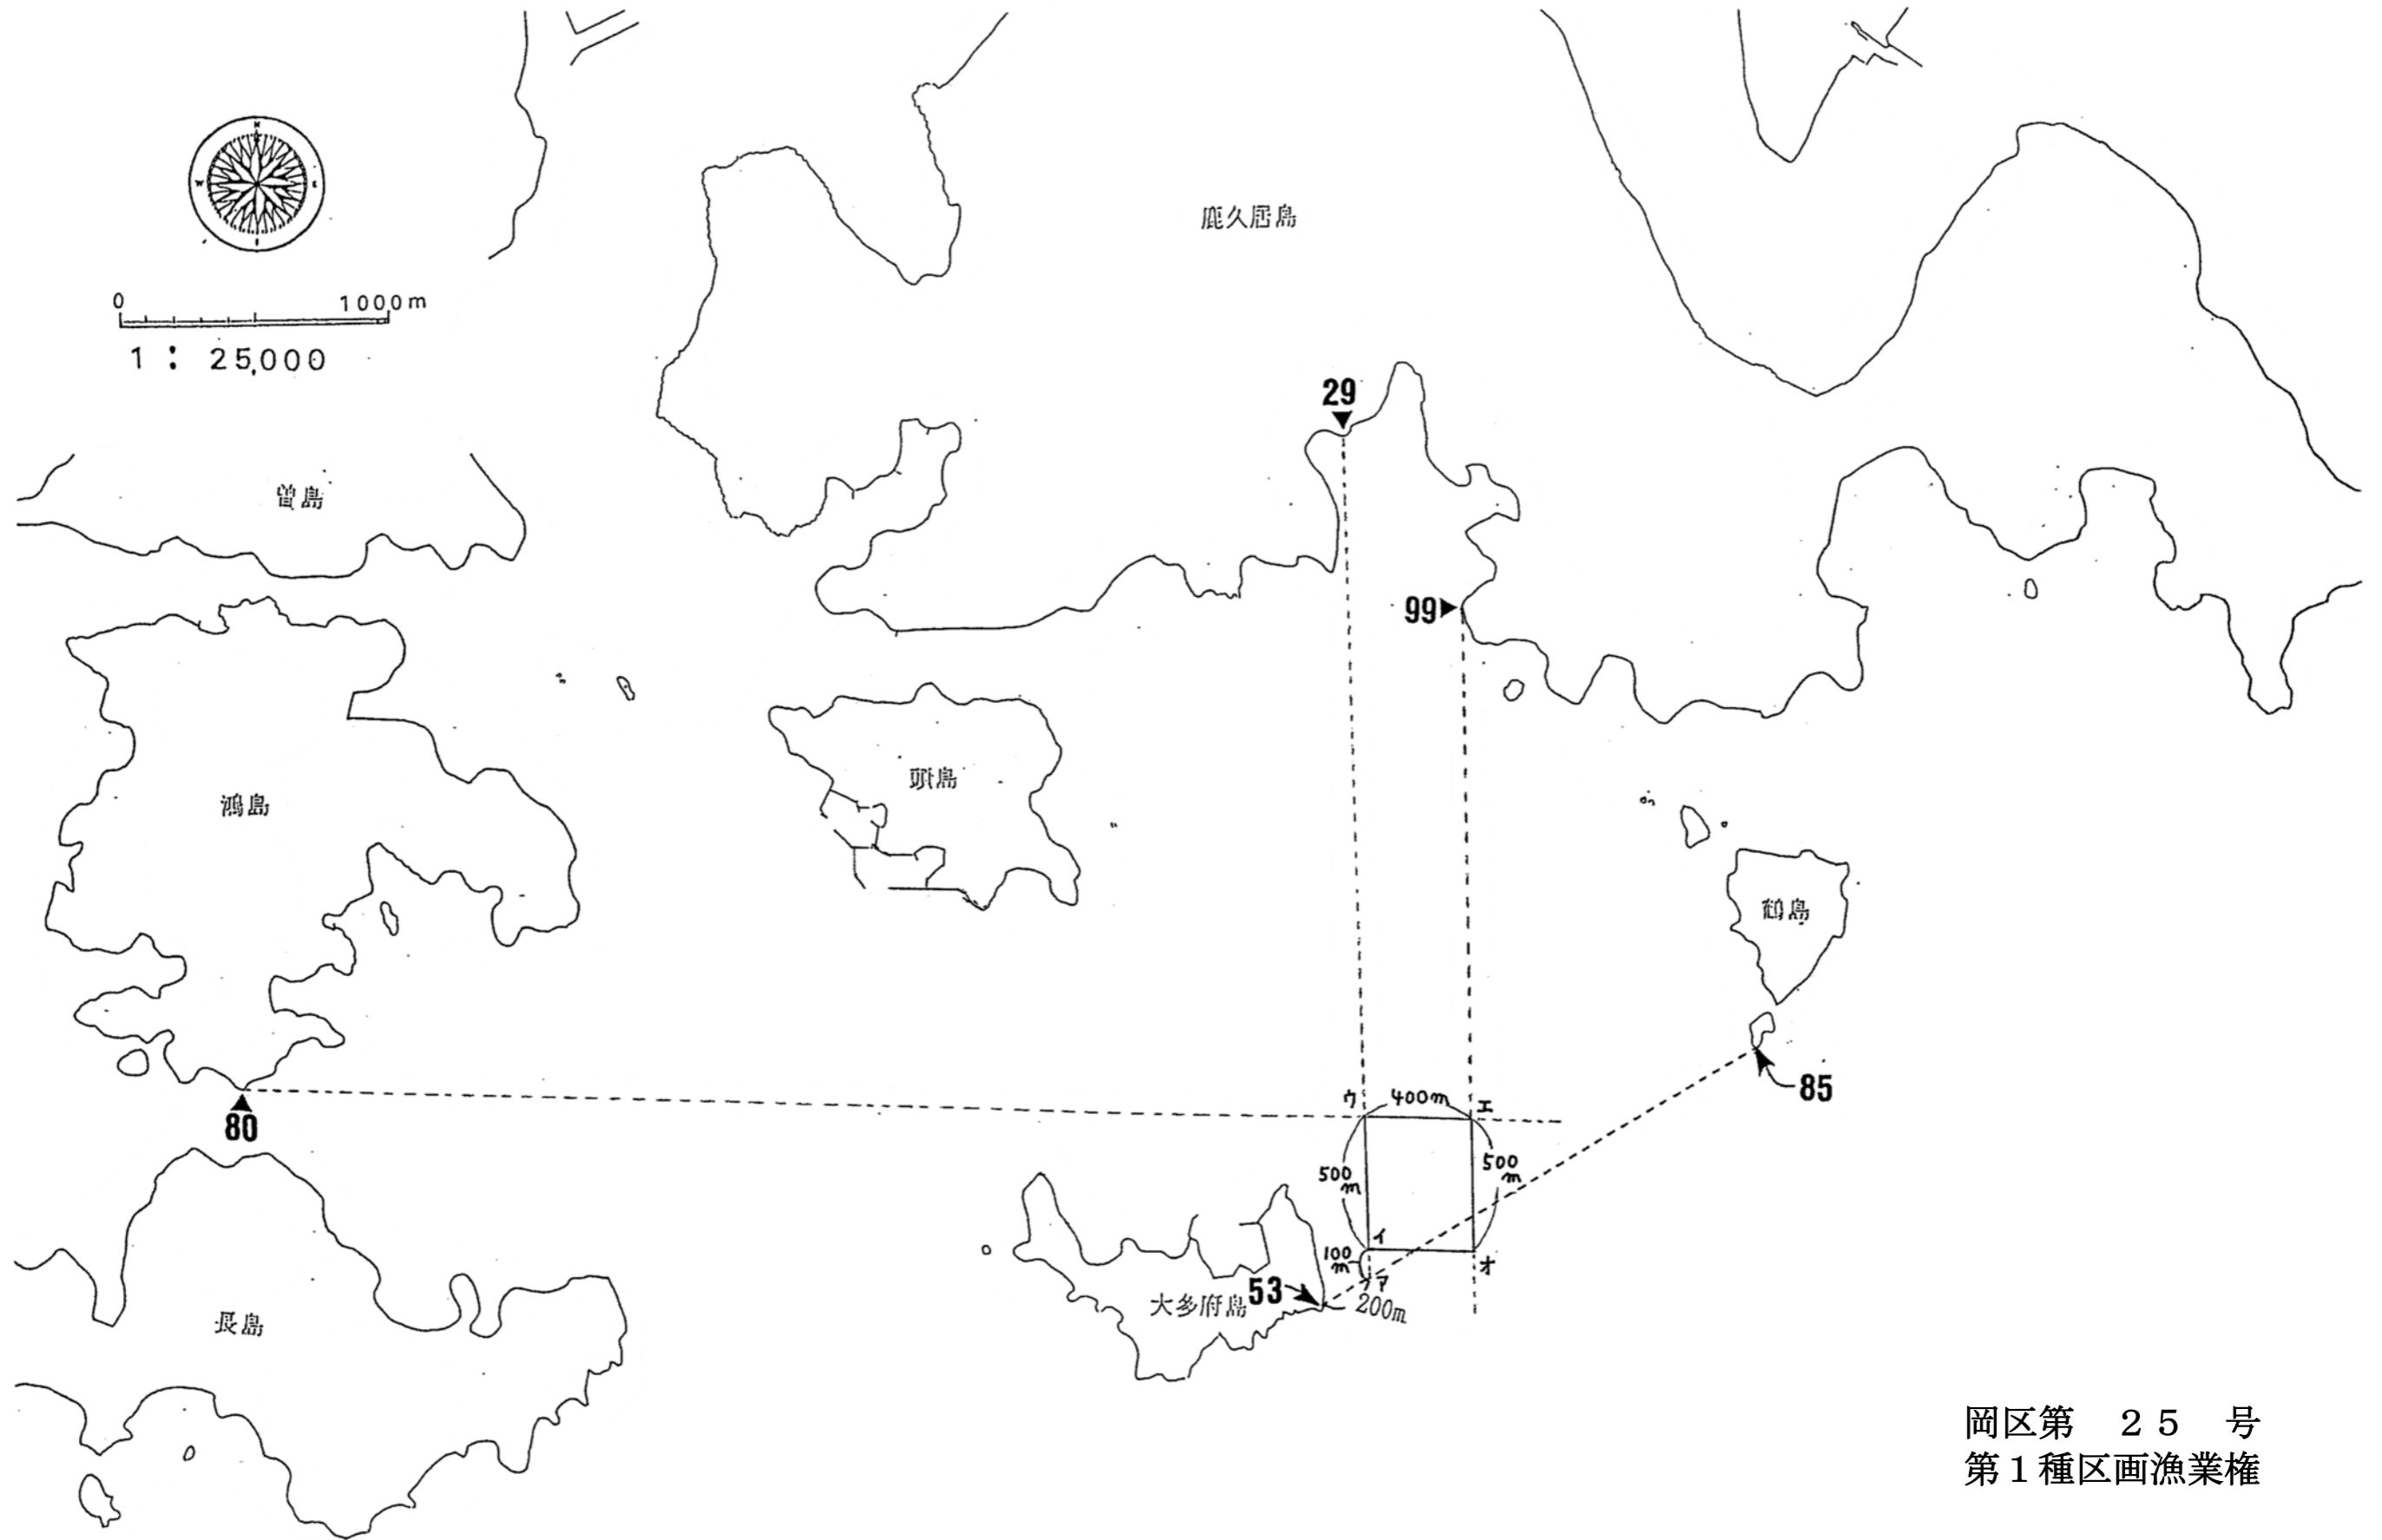 N
W
E
0 1000m
1 : 25,000
鹿久居島
29
曽島
99
頭島
鴻島
鶴島
85
80
ウ 400m エ
500m
500m
イ
100m
ア
オ
53
200m
大多府島
長島
岡区第 25 号
第1種区画漁業権